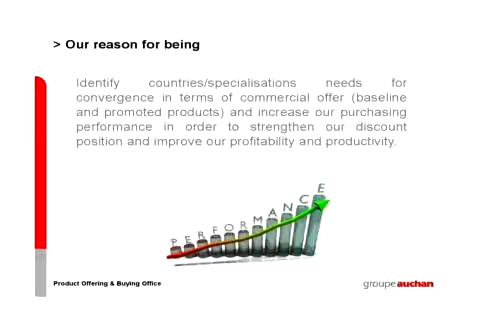 > Our reason for being
Identify countries/specialisations needs for
convergence in terms of commercial offer (baseline
and promoted products) and increase our purchasing
performance in order to strengthen our discount
position and improve our profitability and productivity.
PERFORMANCE
Product Offering & Buying Office
groupe auchan